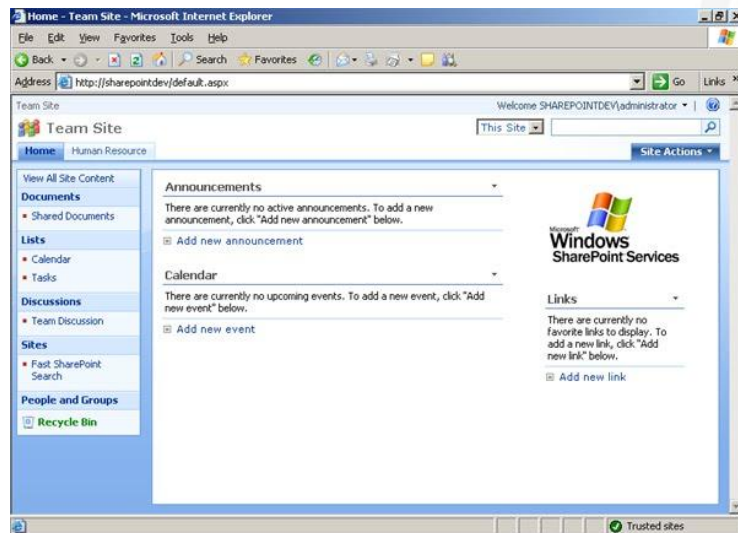 Home - Team Site - Microsoft Internet Explorer
File Edit View Favorites Tools Help
Back Search Favorites
Address http://sharepointdev/default.aspx Go Links
Team Site Welcome SHAREPOINTDEV\administrator
Team Site This Site
Home Human Resource Site Actions
View All Site Content
Documents
Shared Documents
Lists
Calendar
Tasks
Discussions
Team Discussion
Sites
Fast SharePoint
Search
People and Groups
Recycle Bin
Announcements
There are currently no active announcements. To add a new
announcement, click "Add new announcement" below.
Add new announcement
Calendar
There are currently no upcoming events. To add a new event, click "Add
new event" below.
Add new event
Microsoft
Windows
SharePoint Services
Links
There are currently no
favorite links to display. To
add a new link, click "Add
new link" below.
Add new link
Trusted sites